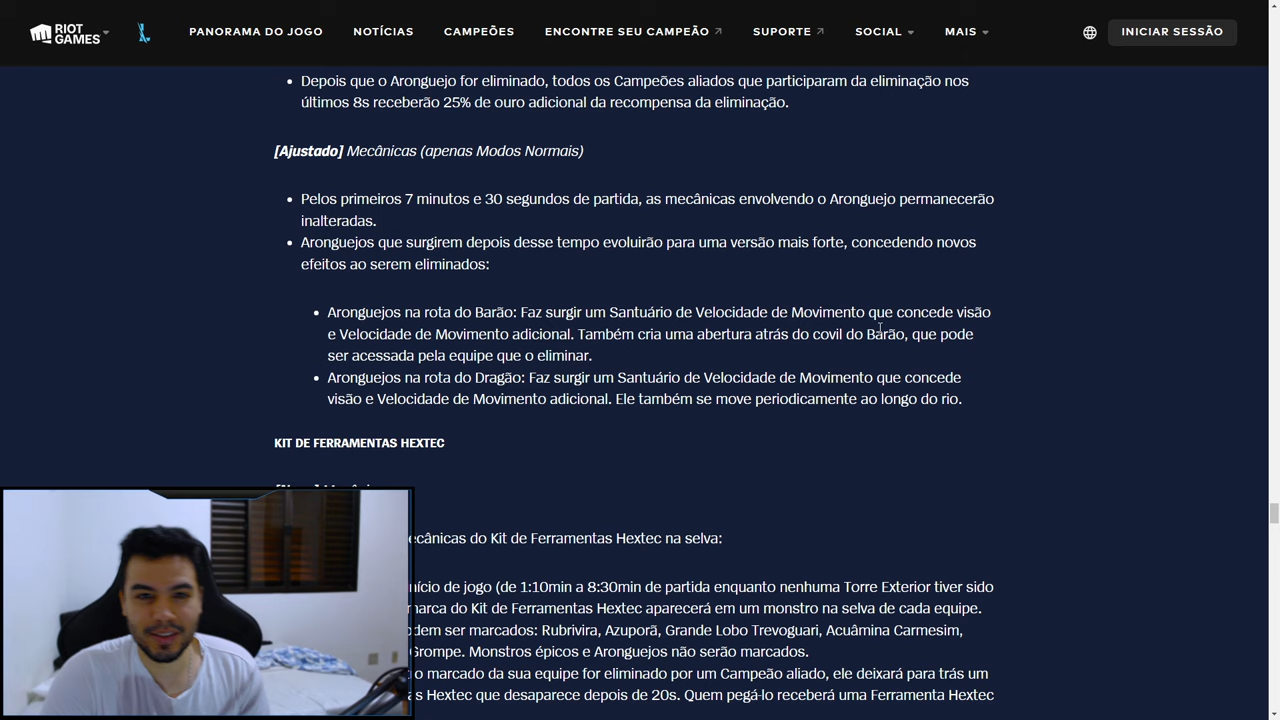 RIOT GAMES
PANORAMA DO JOGO NOTÍCIAS CAMPEÕES ENCONTRE SEU CAMPEÃO SUPORTE SOCIAL MAIS INICIAR SESSÃO
Depois que o Aronguejo for eliminado, todos os Campeões aliados que participaram da eliminação nos
últimos 8s receberão 25% de ouro adicional da recompensa da eliminação.
[Ajustado] Mecânicas (apenas Modos Normais)
Pelos primeiros 7 minutos e 30 segundos de partida, as mecânicas envolvendo o Aronguejo permanecerão
inalteradas.
Aronguejos que surgirem depois desse tempo evoluirão para uma versão mais forte, concedendo novos
efeitos ao serem eliminados:
Aronguejos na rota do Barão: Faz surgir um Santuário de Velocidade de Movimento que concede visão
e Velocidade de Movimento adicional. Também cria uma abertura atrás do covil do Barão, que pode
ser acessada pela equipe que o eliminar.
Aronguejos na rota do Dragão: Faz surgir um Santuário de Velocidade de Movimento que concede
visão e Velocidade de Movimento adicional. Ele também se move periodicamente ao longo do rio.
KIT DE FERRAMENTAS HEXTEC
ecânicas do Kit de Ferramentas Hextec na selva:
nício de jogo (de 1:10min a 8:30min de partida enquanto nenhuma Torre Exterior tiver sido
marca do Kit de Ferramentas Hextec aparecerá em um monstro na selva de cada equipe.
dem ser marcados: Rubrivira, Azuporã, Grande Lobo Trevoguari, Acuâmina Carmesim,
Grompe. Monstros épicos e Aronguejos não serão marcados.
o marcado da sua equipe for eliminado por um Campeão aliado, ele deixará para trás um
as Hextec que desaparece depois de 20s. Quem pegá-lo receberá uma Ferramenta Hextec